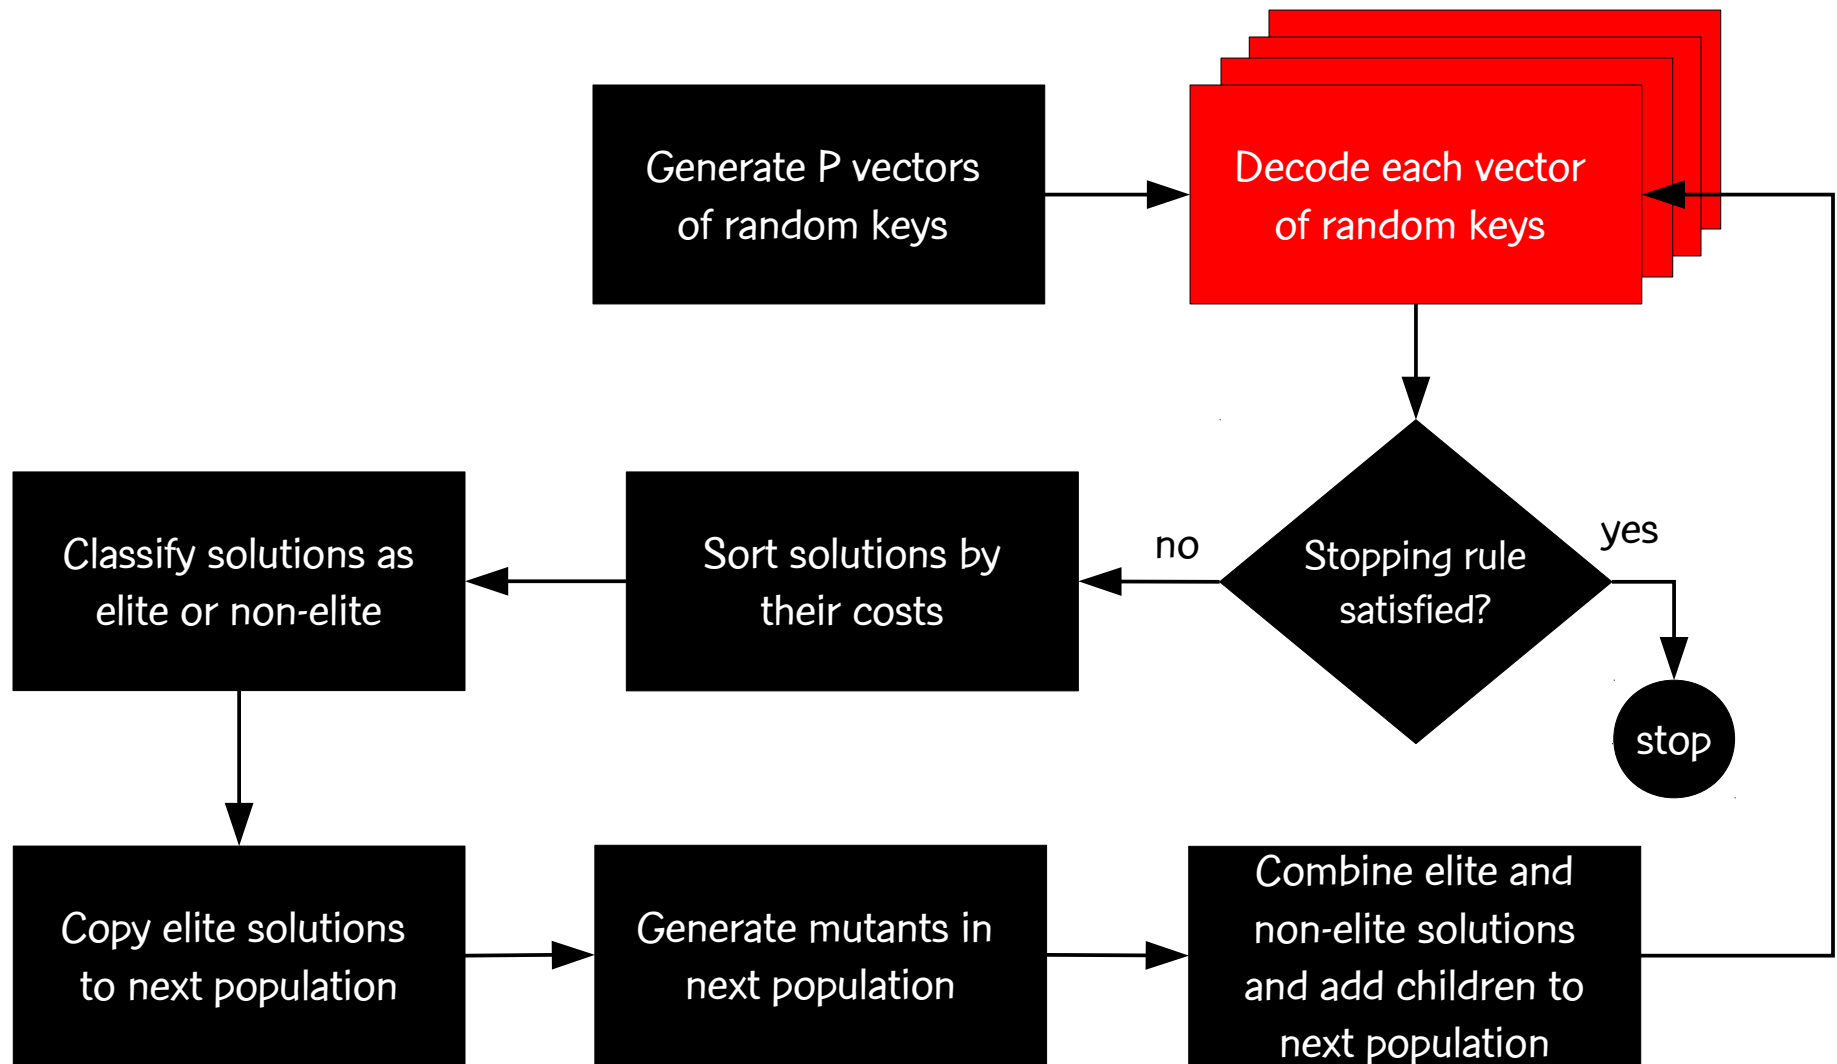 Generate P vectors
of random keys
Decode each vector
of random keys
Stopping rule
satisfied?
yes
no
stop
Sort solutions by
their costs
Classify solutions as
elite or non-elite
Copy elite solutions
to next population
Generate mutants in
next population
Combine elite and
non-elite solutions
and add children to
next population